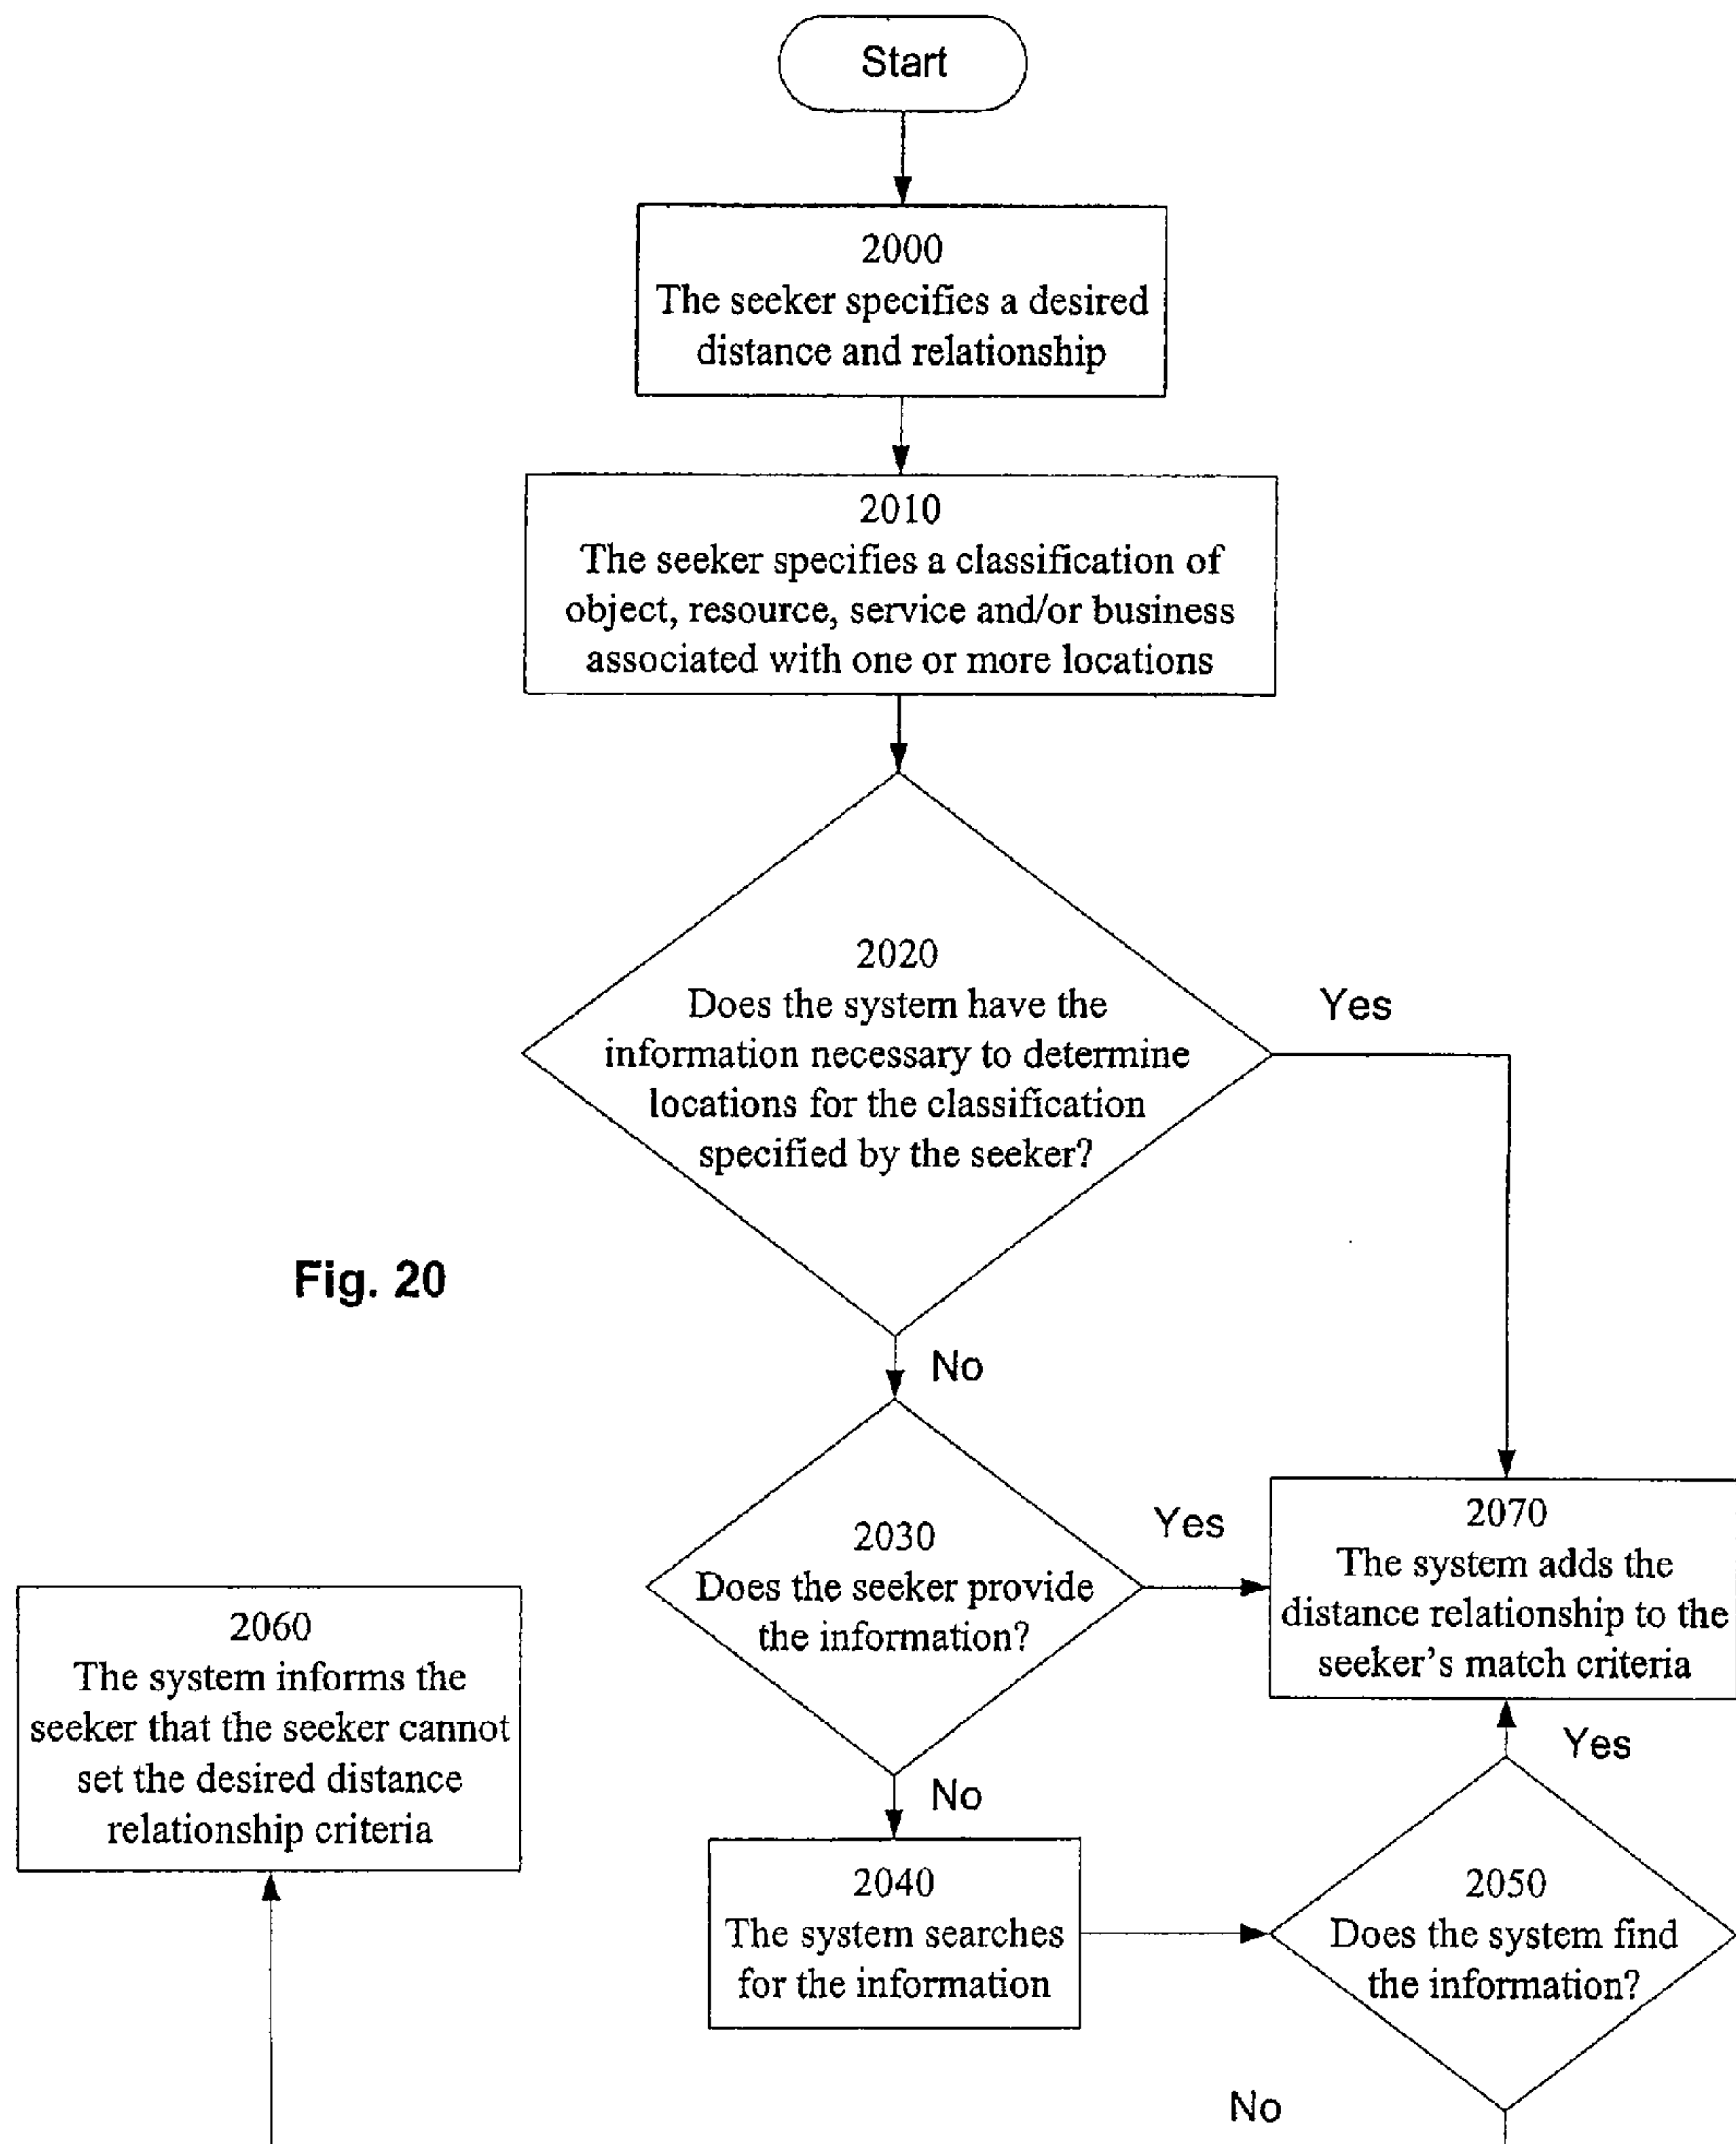 Start
2000
The seeker specifies a desired
distance and relationship
2010
The seeker specifies a classification of
object, resource, service and/or business
associated with one or more locations
2020
Does the system have the
information necessary to determine
locations for the classification
specified by the seeker?
Yes
Fig. 20
No
2030
Does the seeker provide
the information?
Yes
2070
The system adds the
distance relationship to the
seeker's match criteria
2060
The system informs the
seeker that the seeker cannot
set the desired distance
relationship criteria
No
Yes
2040
The system searches
for the information
2050
Does the system find
the information?
No